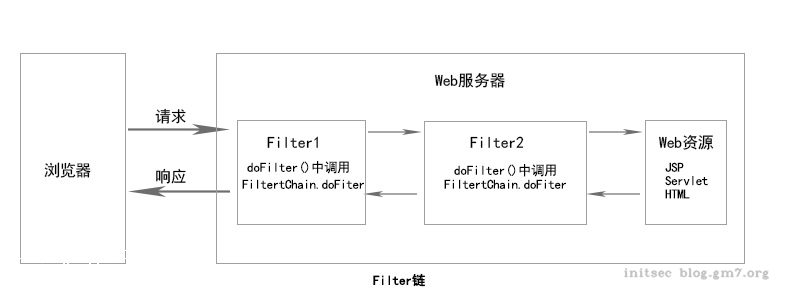 Web服务器
请求
Filter1
Filter2
Web资源
浏览器
doFilter()中调用
FiltertChain.doFiter
doFilter()中调用
FiltertChain.doFiter
JSP
Servlet
HTML
响应
Filter链
initsec blog.gm7.org